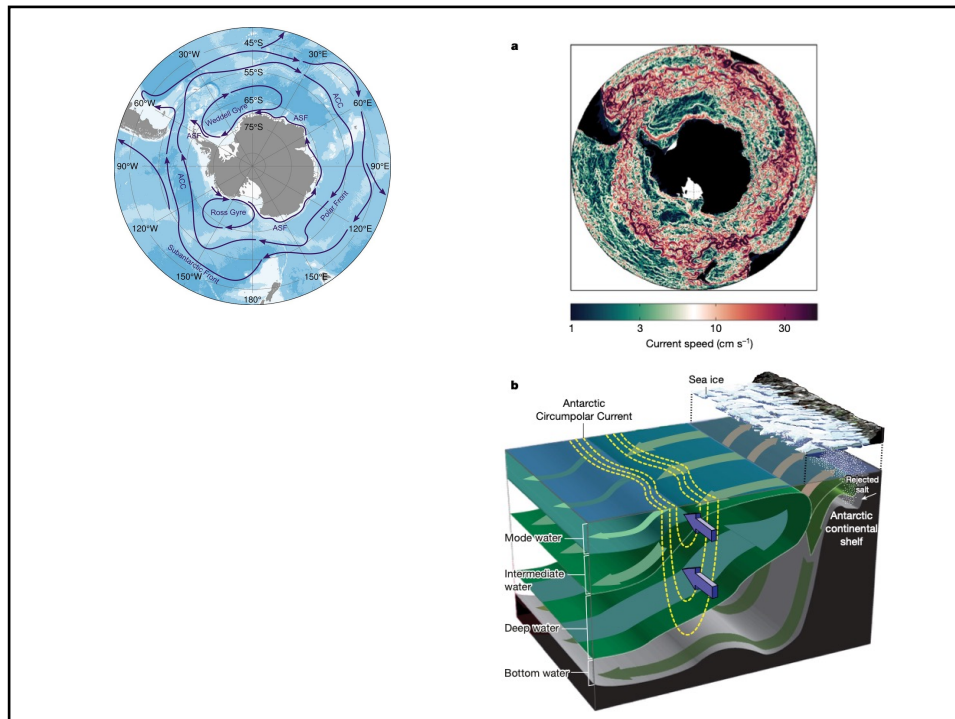 45°S
30°W
30°E
55°S
ACC
60°W
60°E
65°S
Weddell Gyre
ASF
75°S
ASF
90°W
90°E
ACC
Polar Front
Ross Gyre
120°W
ASF
120°E
Subantarctic Front
150°W
150°E
180°
a
1
3
10
30
Current speed (cm s⁻¹)
b
Sea ice
Antarctic
Circumpolar Current
Rejected
salt
Antarctic
continental
shelf
Mode water
Intermediate
water
Deep water
Bottom water